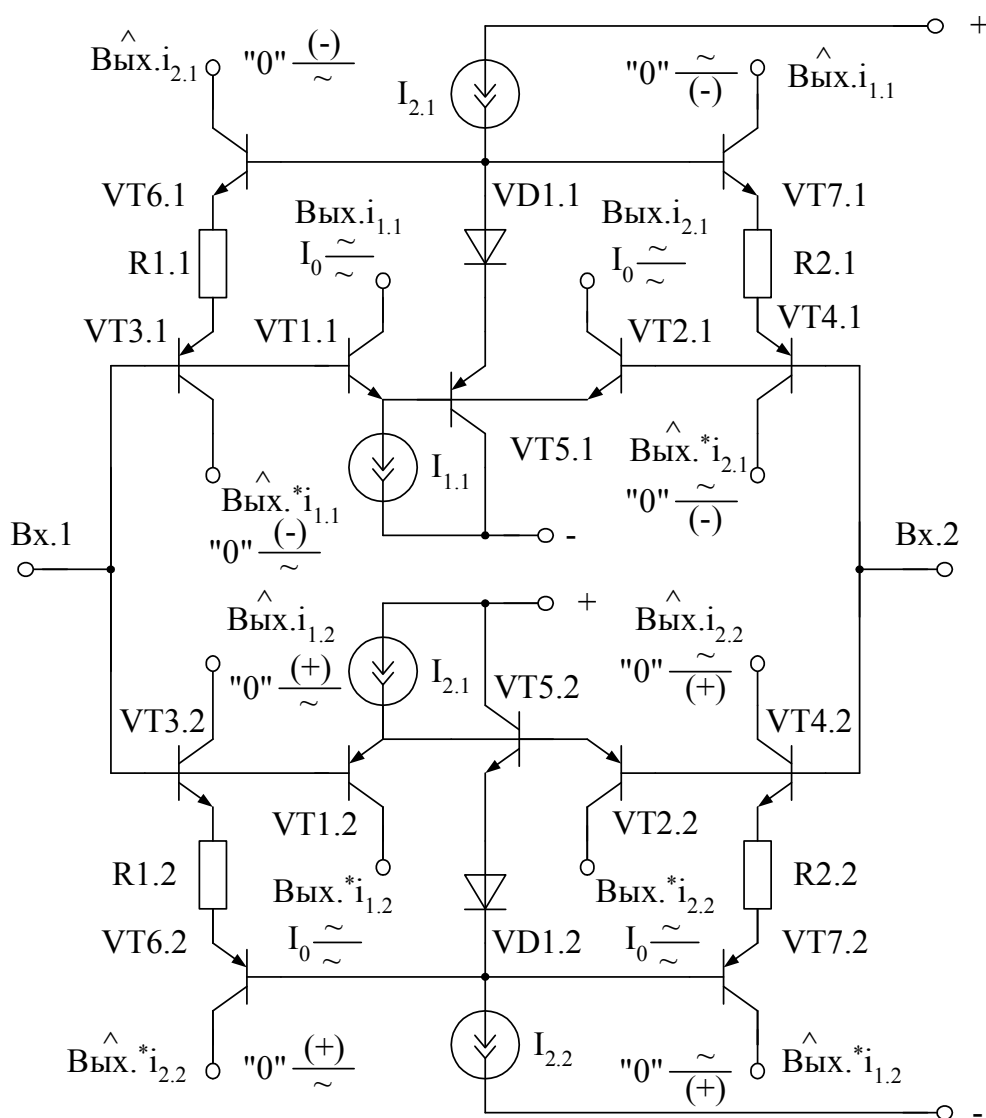 +
^
Вых.i2.1
"0" (-)/~
I2.1
"0" ~/(-)
^
Вых.i1.1
VT6.1
VD1.1
VT7.1
Вых.i1.1
Вых.i2.1
R1.1
I0 ~/~
I0 ~/~
R2.1
VT3.1
VT1.1
VT2.1
VT4.1
VT5.1
I1.1
^
Вых.*i1.1
^
Вых.*i2.1
"0" (-)/~
"0" ~/(-)
-
Вх.1
Вх.2
+
^
Вых.i1.2
^
Вых.i2.2
"0" (+)/~
I2.1
VT5.2
"0" ~/(+)
VT3.2
VT4.2
VT1.2
VT2.2
R1.2
R2.2
Вых.*i1.2
Вых.*i2.2
VT6.2
I0 ~/~
VD1.2
I0 ~/~
VT7.2
^
Вых.*i2.2
"0" (+)/~
I2.2
"0" ~/(+)
^
Вых.*i1.2
-